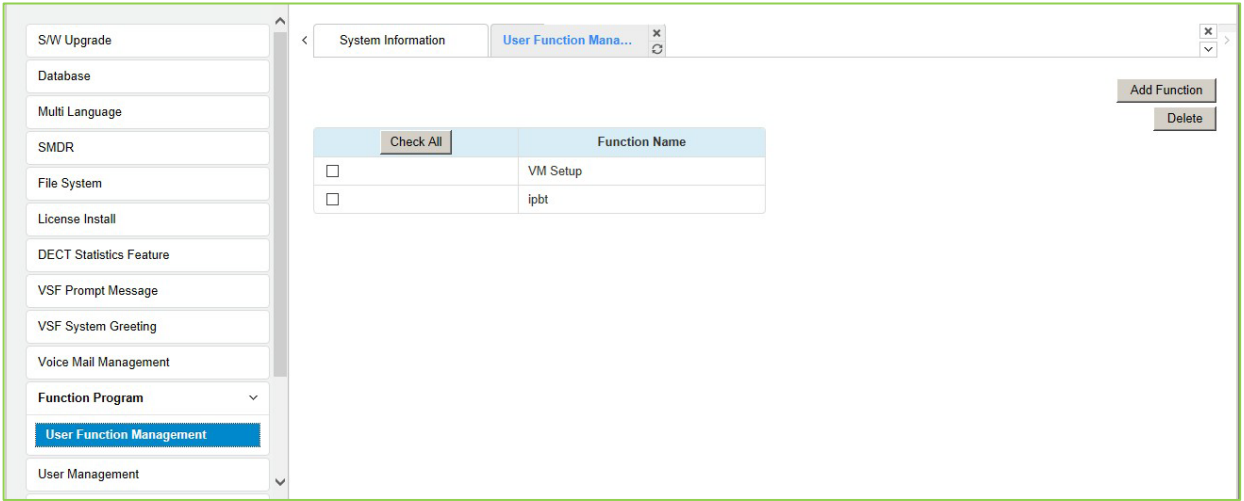 S/W Upgrade
Database
Multi Language
SMDR
File System
License Install
DECT Statistics Feature
VSF Prompt Message
VSF System Greeting
Voice Mail Management
Function Program
User Function Management
User Management
System Information
User Function Mana...
Add Function
Delete
Check All
Function Name
VM Setup
ipbt